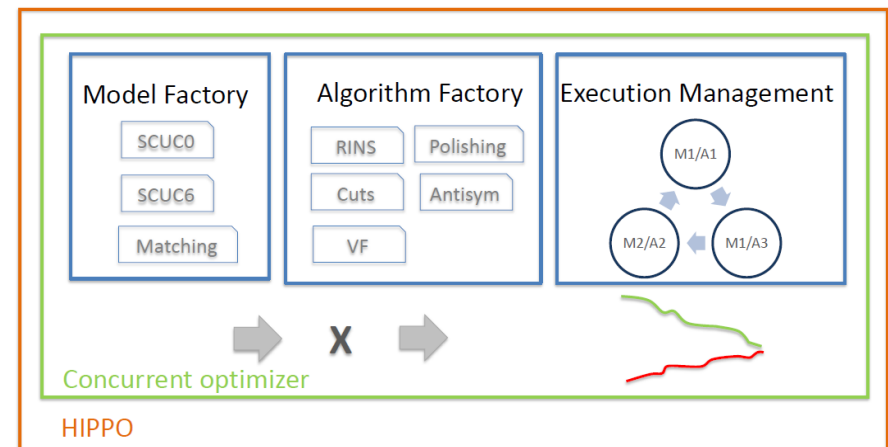 Model Factory
SCUC0
SCUC6
Matching
Algorithm Factory
RINS
Polishing
Cuts
Antisym
VF
Execution Management
M1/A1
M2/A2
M1/A3
X
Concurrent optimizer
HIPPO